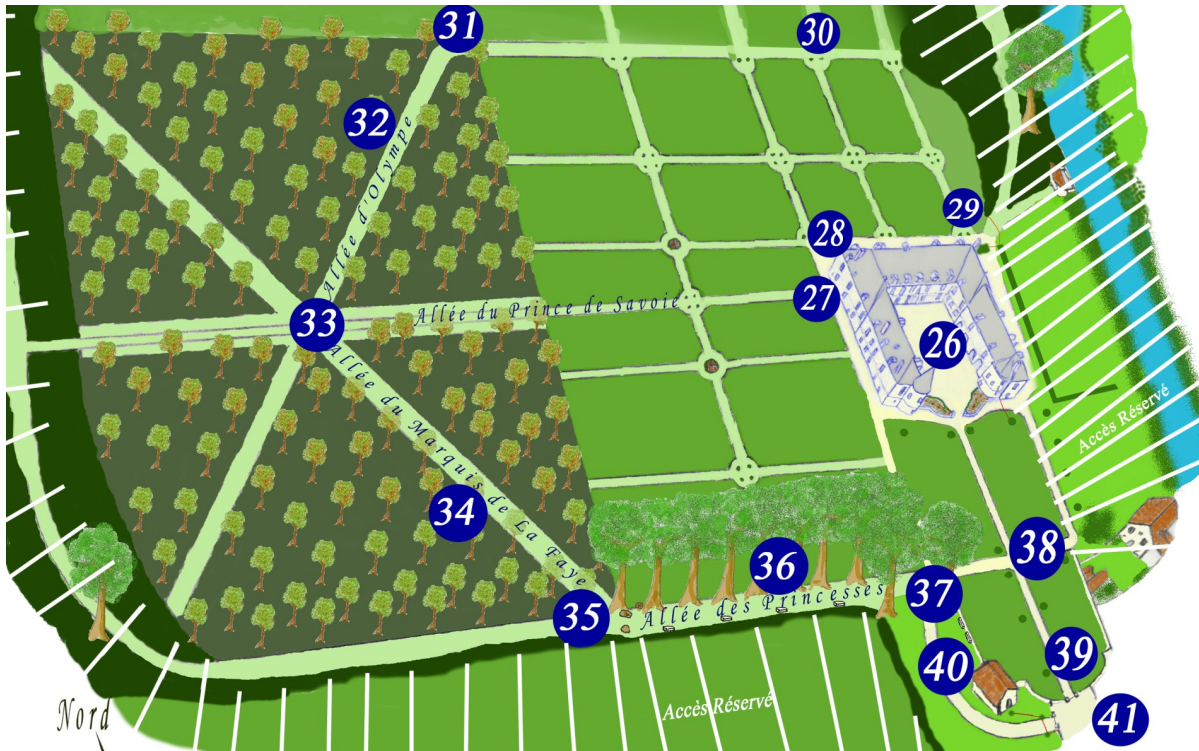 31
30
32
Allée d'Olympe
29
28
27
33
Allée du Prince de Savoie
26
Allée du Marquis de La Faye
Accès Réservé
34
38
36
35
Allée des Princesses
37
40
39
Accès Réservé
41
Nord